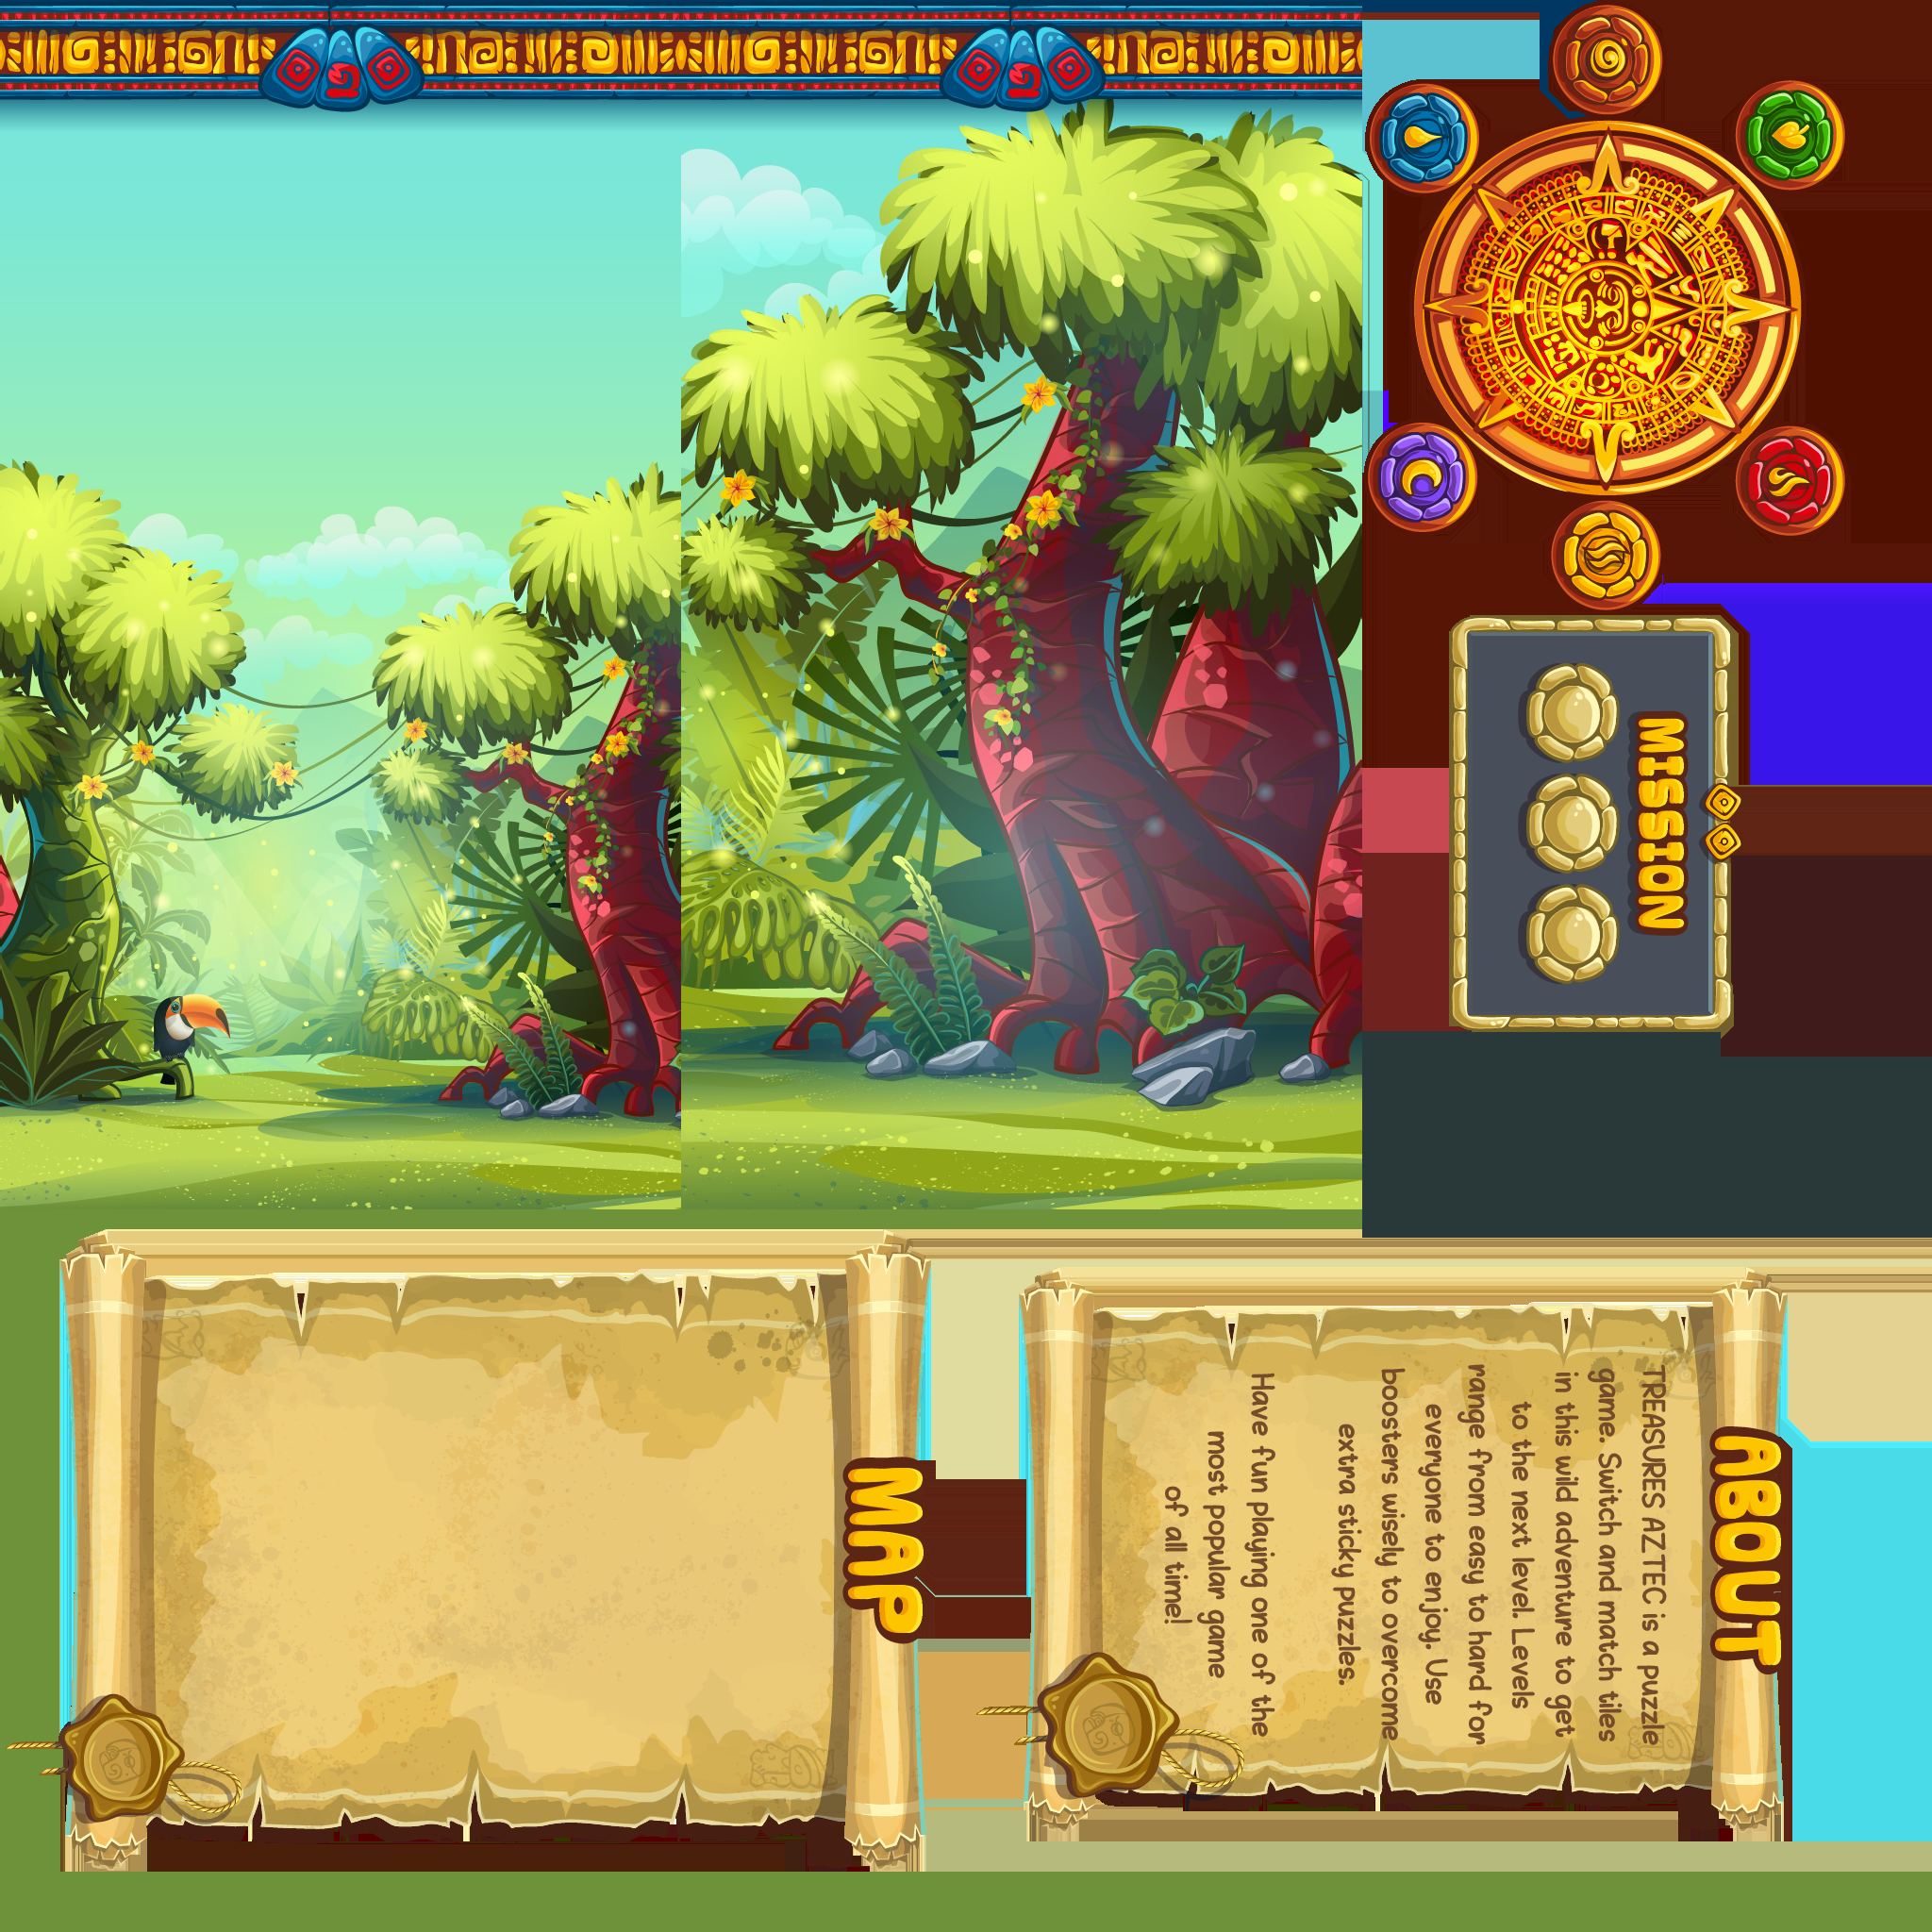 MISSION
MAP
ABOUT
TREASURES AZTEC is a puzzle
game. Switch and match tiles
in this wild adventure to get
to the next level. Levels
range from easy to hard for
everyone to enjoy. Use
boosters wisely to overcome
extra sticky puzzles.
Have fun playing one of the
most popular game
of all time!